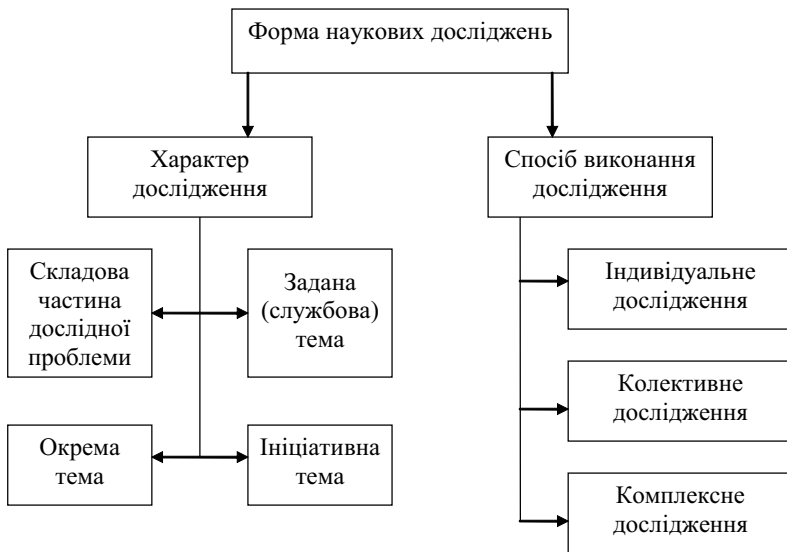 Форма наукових досліджень
Характер
дослідження
Спосіб виконання
дослідження
Складова
частина
дослідної
проблеми
Задана
(службова)
тема
Індивідуальне
дослідження
Колективне
дослідження
Окрема
тема
Ініціативна
тема
Комплексне
дослідження